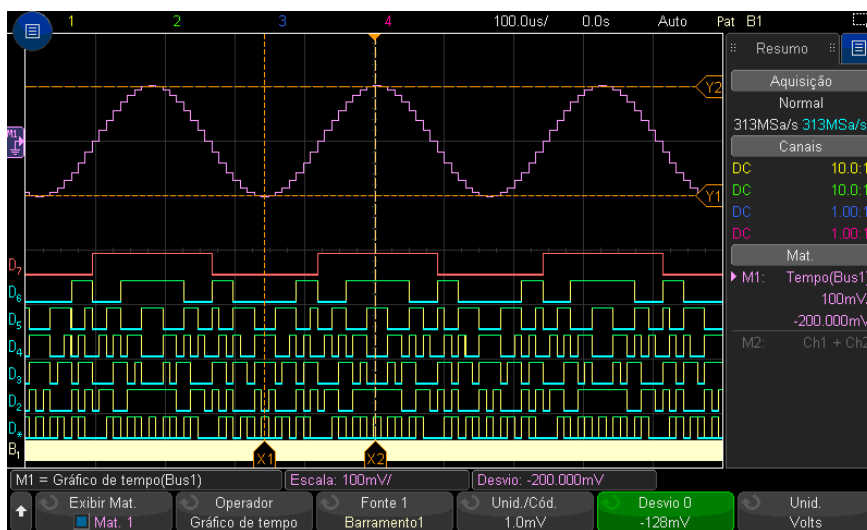 1 2 3 4 100.0us/ 0.0s Auto Pat B1
Resumo
Aquisição
Normal
313MSa/s 313MSa/s
Canais
DC 10.0:1
DC 10.0:1
DC 1.00:1
DC 1.00:1
Mat.
M1: Tempo(Bus1)
100mV/
-200.000mV
M2: Ch1 + Ch2
Y2
M1
Y1
D7
D6
D5
D4
D3
D2
D*
B1
X1 X2
M1 = Gráfico de tempo(Bus1) Escala: 100mV/ Desvio: -200.000mV
Exibir Mat. Operador Fonte 1 Unid./Cód. Desvio 0 Unid.
Mat. 1 Gráfico de tempo Barramento1 1.0mV -128mV Volts